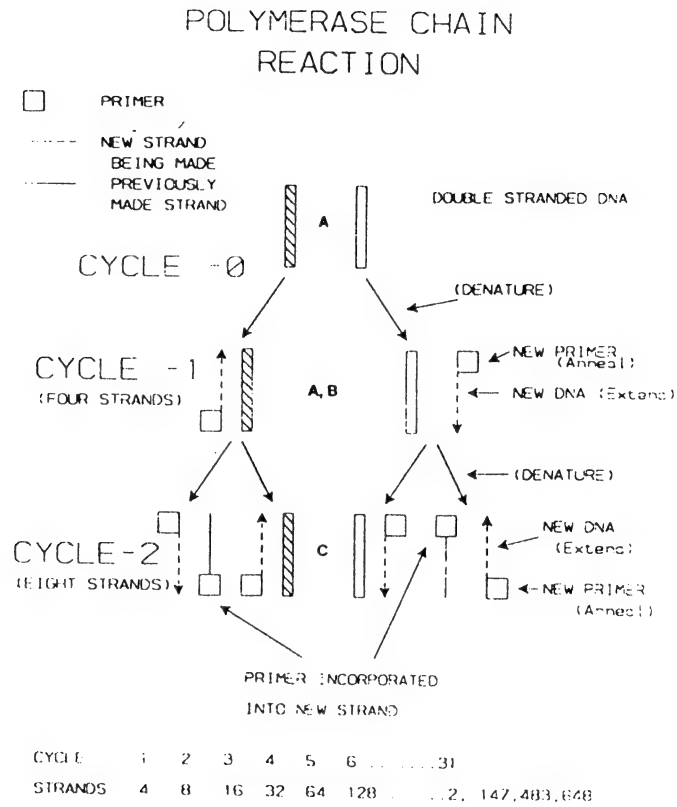 POLYMERASE CHAIN
REACTION
PRIMER
NEW STRAND
BEING MADE
PREVIOUSLY
MADE STRAND
DOUBLE STRANDED DNA
A
CYCLE -0
(DENATURE)
CYCLE -1
(FOUR STRANDS)
A, B
NEW PRIMER
(Anneal)
NEW DNA (Extend)
(DENATURE)
CYCLE-2
(EIGHT STRANDS)
C
NEW DNA
(Extend)
NEW PRIMER
(Anneal)
PRIMER INCORPORATED
INTO NEW STRAND
CYCLE 1 2 3 4 5 6 ........31
STRANDS 4 8 16 32 64 128 ......2, 147,483,648